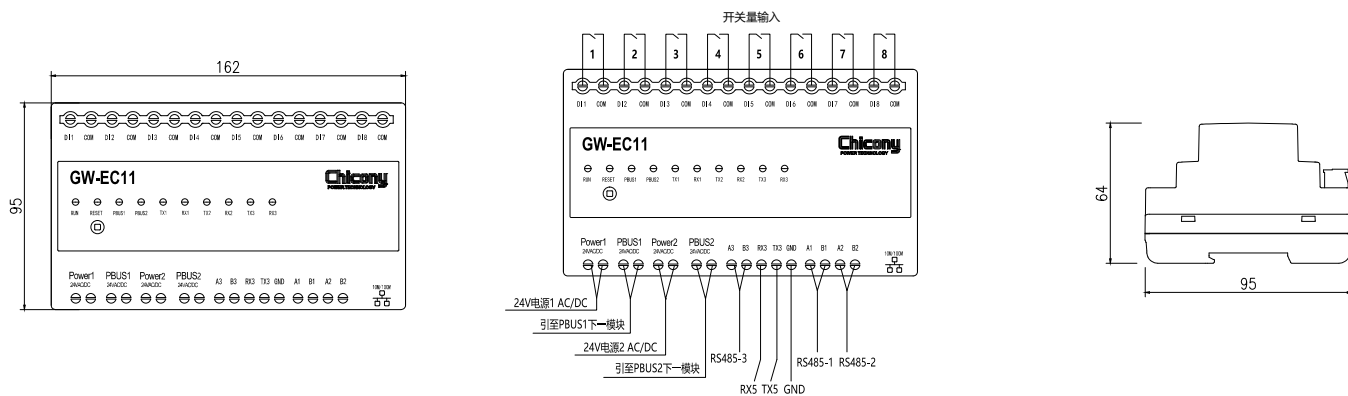 162
95
DI1 COM DI2 COM DI3 COM DI4 COM DI5 COM DI6 COM DI7 COM DI8 COM
GW-EC11
Chicony
POWER TECHNOLOGY
RUN RESET PBUS1 PBUS2 TX1 RX1 TX2 RX2 TX3 RX3
Power1 PBUS1 Power2 PBUS2
24VAC/DC 24VAC/DC 24VAC/DC 24VAC/DC
A3 B3 RX3 TX3 GND A1 B1 A2 B2
10M/100M
开关量输入
1 2 3 4 5 6 7 8
DI1 COM DI2 COM DI3 COM DI4 COM DI5 COM DI6 COM DI7 COM DI8 COM
GW-EC11
Chicony
POWER TECHNOLOGY
RUN RESET PBUS1 PBUS2 TX1 RX1 TX2 RX2 TX3 RX3
Power1 PBUS1 Power2 PBUS2
24VAC/DC 24VAC/DC 24VAC/DC 24VAC/DC
A3 B3 RX3 TX3 GND A1 B1 A2 B2
10M/100M
24V电源1 AC/DC
引至PBUS1下一模块
24V电源2 AC/DC
引至PBUS2下一模块
RS485-3
RX5 TX5 GND
RS485-1 RS485-2
64
95